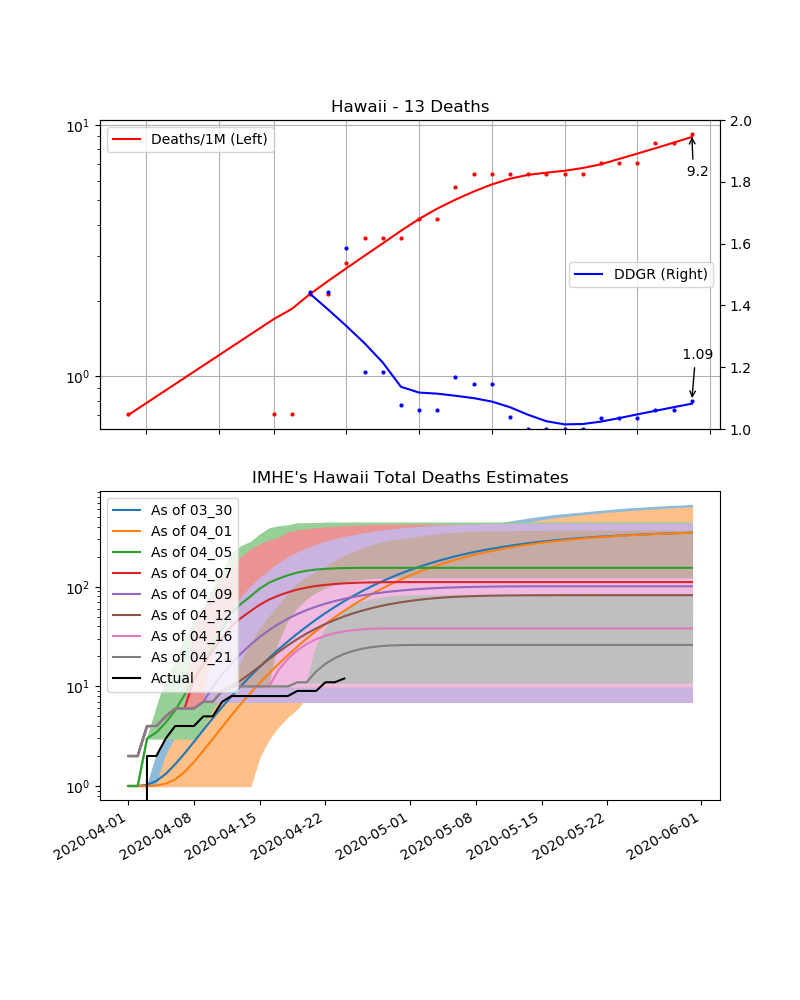 Hawaii - 13 Deaths
10¹
10⁰
Deaths/1M (Left)
DDGR (Right)
9.2
1.09
2.0
1.8
1.6
1.4
1.2
1.0
IMHE's Hawaii Total Deaths Estimates
10²
10¹
10⁰
As of 03_30
As of 04_01
As of 04_05
As of 04_07
As of 04_09
As of 04_12
As of 04_16
As of 04_21
Actual
2020-04-01
2020-04-08
2020-04-15
2020-04-22
2020-05-01
2020-05-08
2020-05-15
2020-05-22
2020-06-01